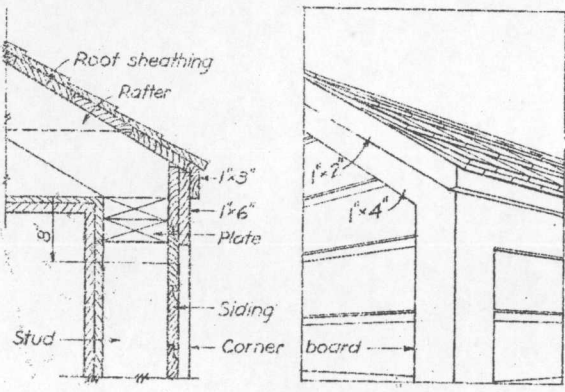 Roof sheathing
Rafter
1"×3"
1"×6"
Plate
8"
Siding
Stud
Corner board
1"×2"
1"×4"